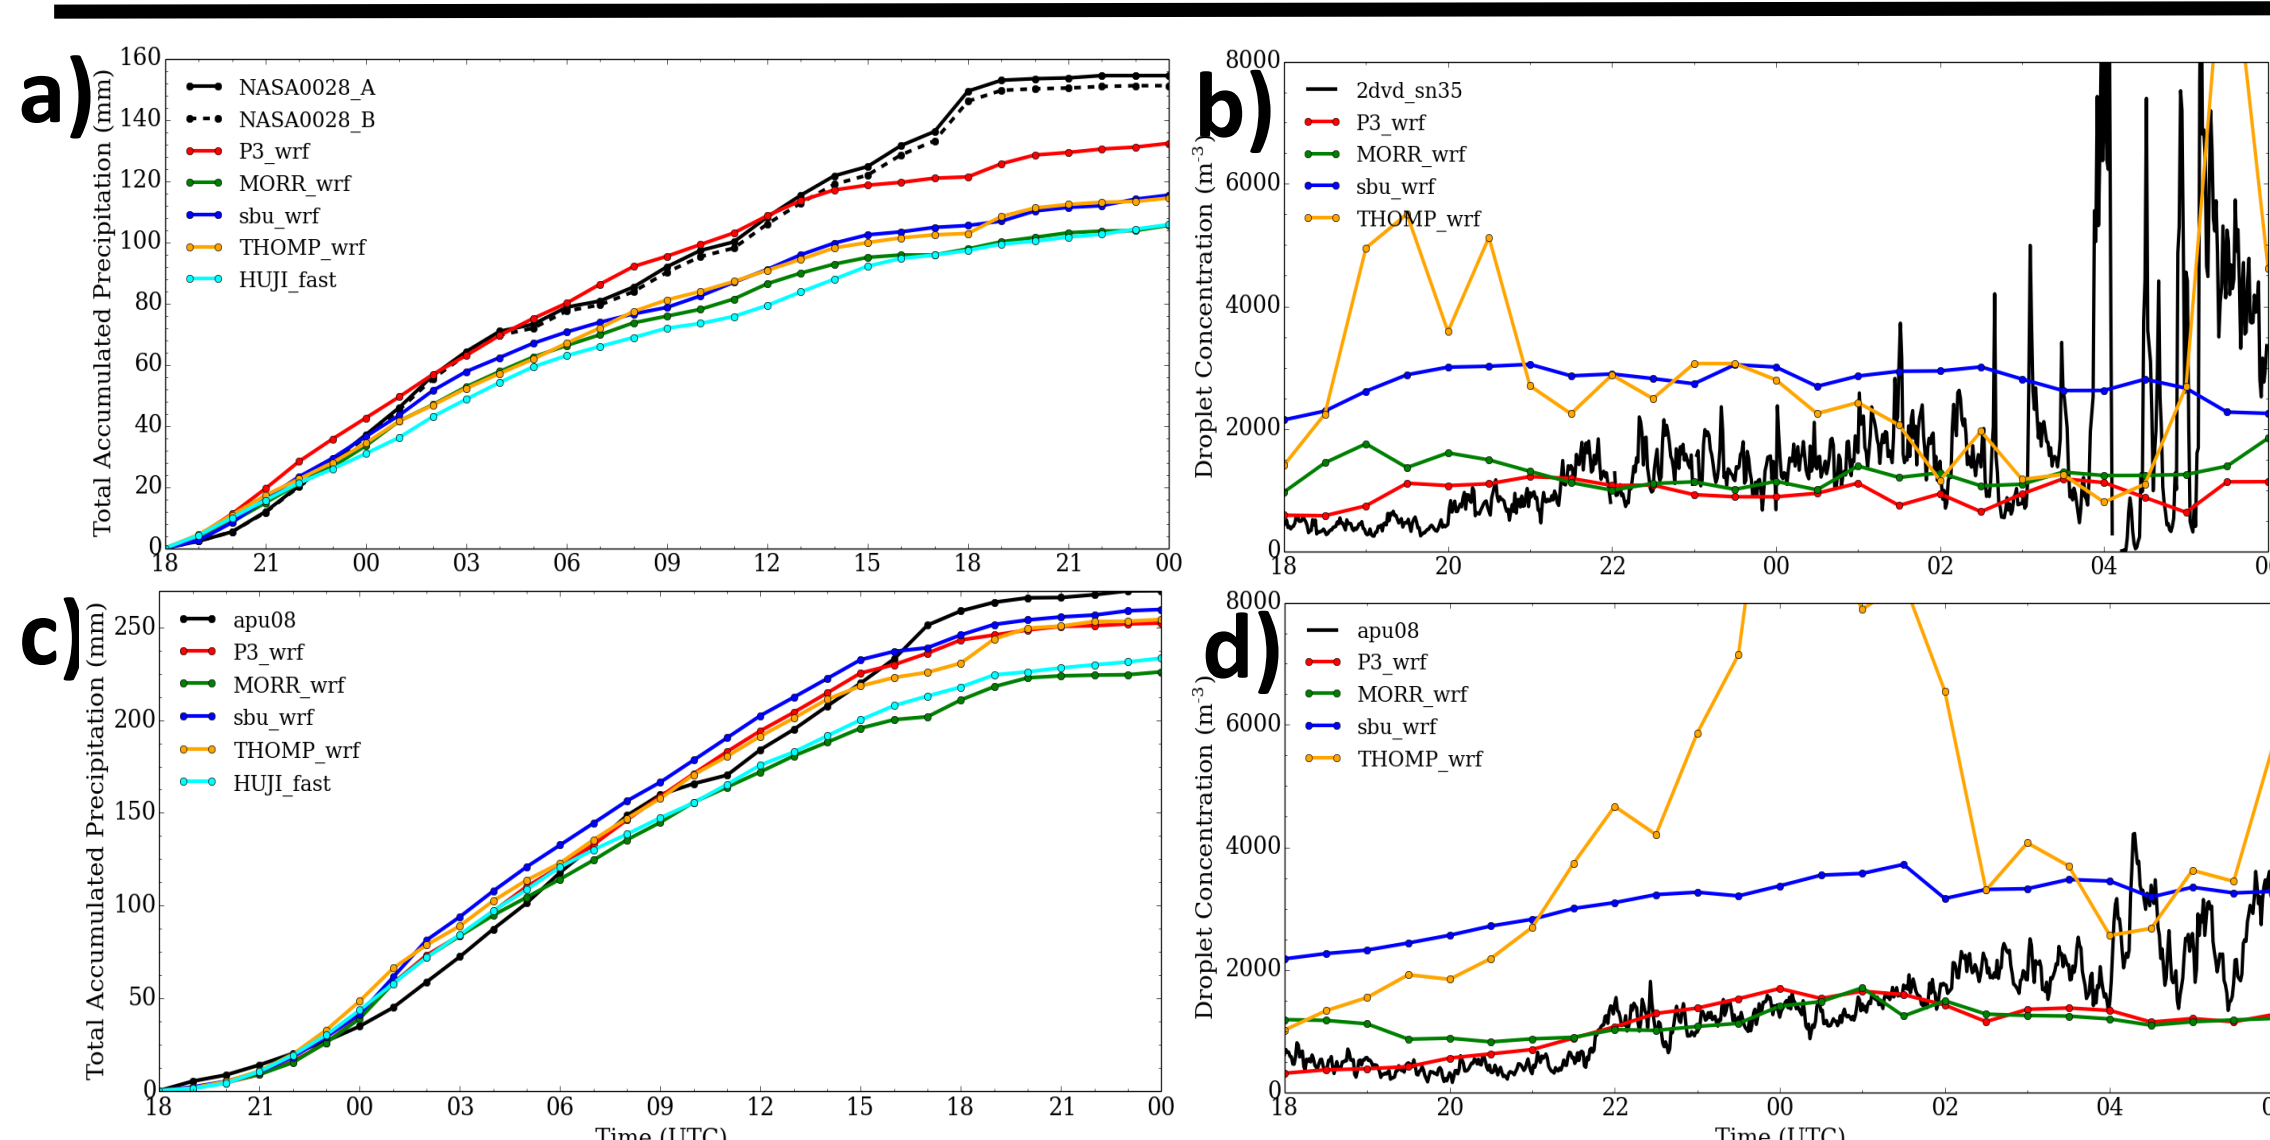 a)
Total Accumulated Precipitation (mm)
160
140
120
100
80
60
40
20
0
NASA0028_A
NASA0028_B
P3_wrf
MORR_wrf
sbu_wrf
THOMP_wrf
HUJI_fast
18 21 00 03 06 09 12 15 18 21 00
b)
Droplet Concentration (m-3)
8000
6000
4000
2000
0
2dvd_sn35
P3_wrf
MORR_wrf
sbu_wrf
THOMP_wrf
18 20 22 00 02 04
c)
Total Accumulated Precipitation (mm)
250
200
150
100
50
0
apu08
P3_wrf
MORR_wrf
sbu_wrf
THOMP_wrf
HUJI_fast
18 21 00 03 06 09 12 15 18 21 00
Time (UTC)
d)
Droplet Concentration (m-3)
8000
6000
4000
2000
0
apu08
P3_wrf
MORR_wrf
sbu_wrf
THOMP_wrf
18 20 22 00 02 04
Time (UTC)